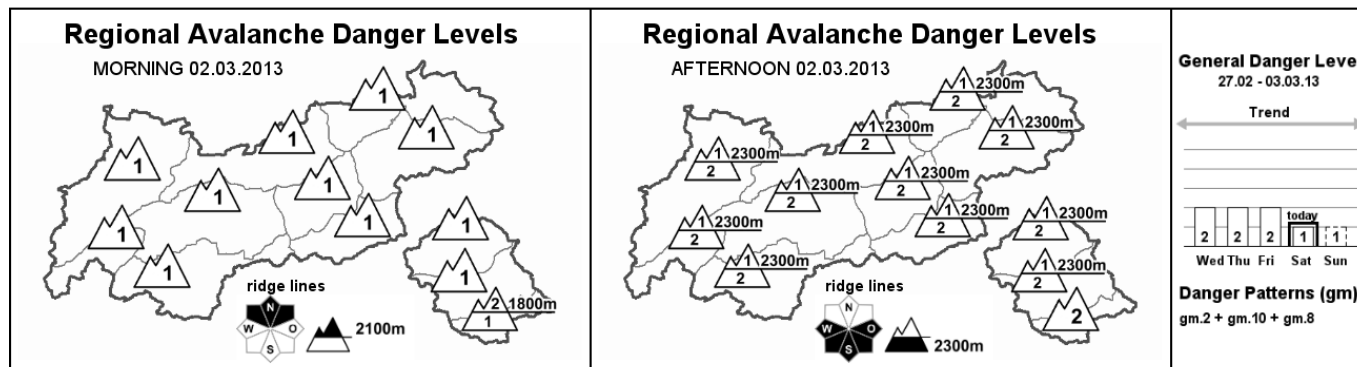 Regional Avalanche Danger Levels
MORNING 02.03.2013
1
1
1
1
1
1
1
1
1
1
1
2 1800m
1
ridge lines
N
W O
S
2100m
Regional Avalanche Danger Levels
AFTERNOON 02.03.2013
1 2300m
2
1 2300m
2
1 2300m
2
1 2300m
2
1 2300m
2
1 2300m
2
1 2300m
2
1 2300m
2
1 2300m
2
1 2300m
2
1 2300m
2
2
ridge lines
N
W O
S
2300m
General Danger Leve
27.02 - 03.03.13
Trend
today
2 2 2 1 1
Wed Thu Fri Sat Sun
Danger Patterns (gm)
gm.2 + gm.10 + gm.8